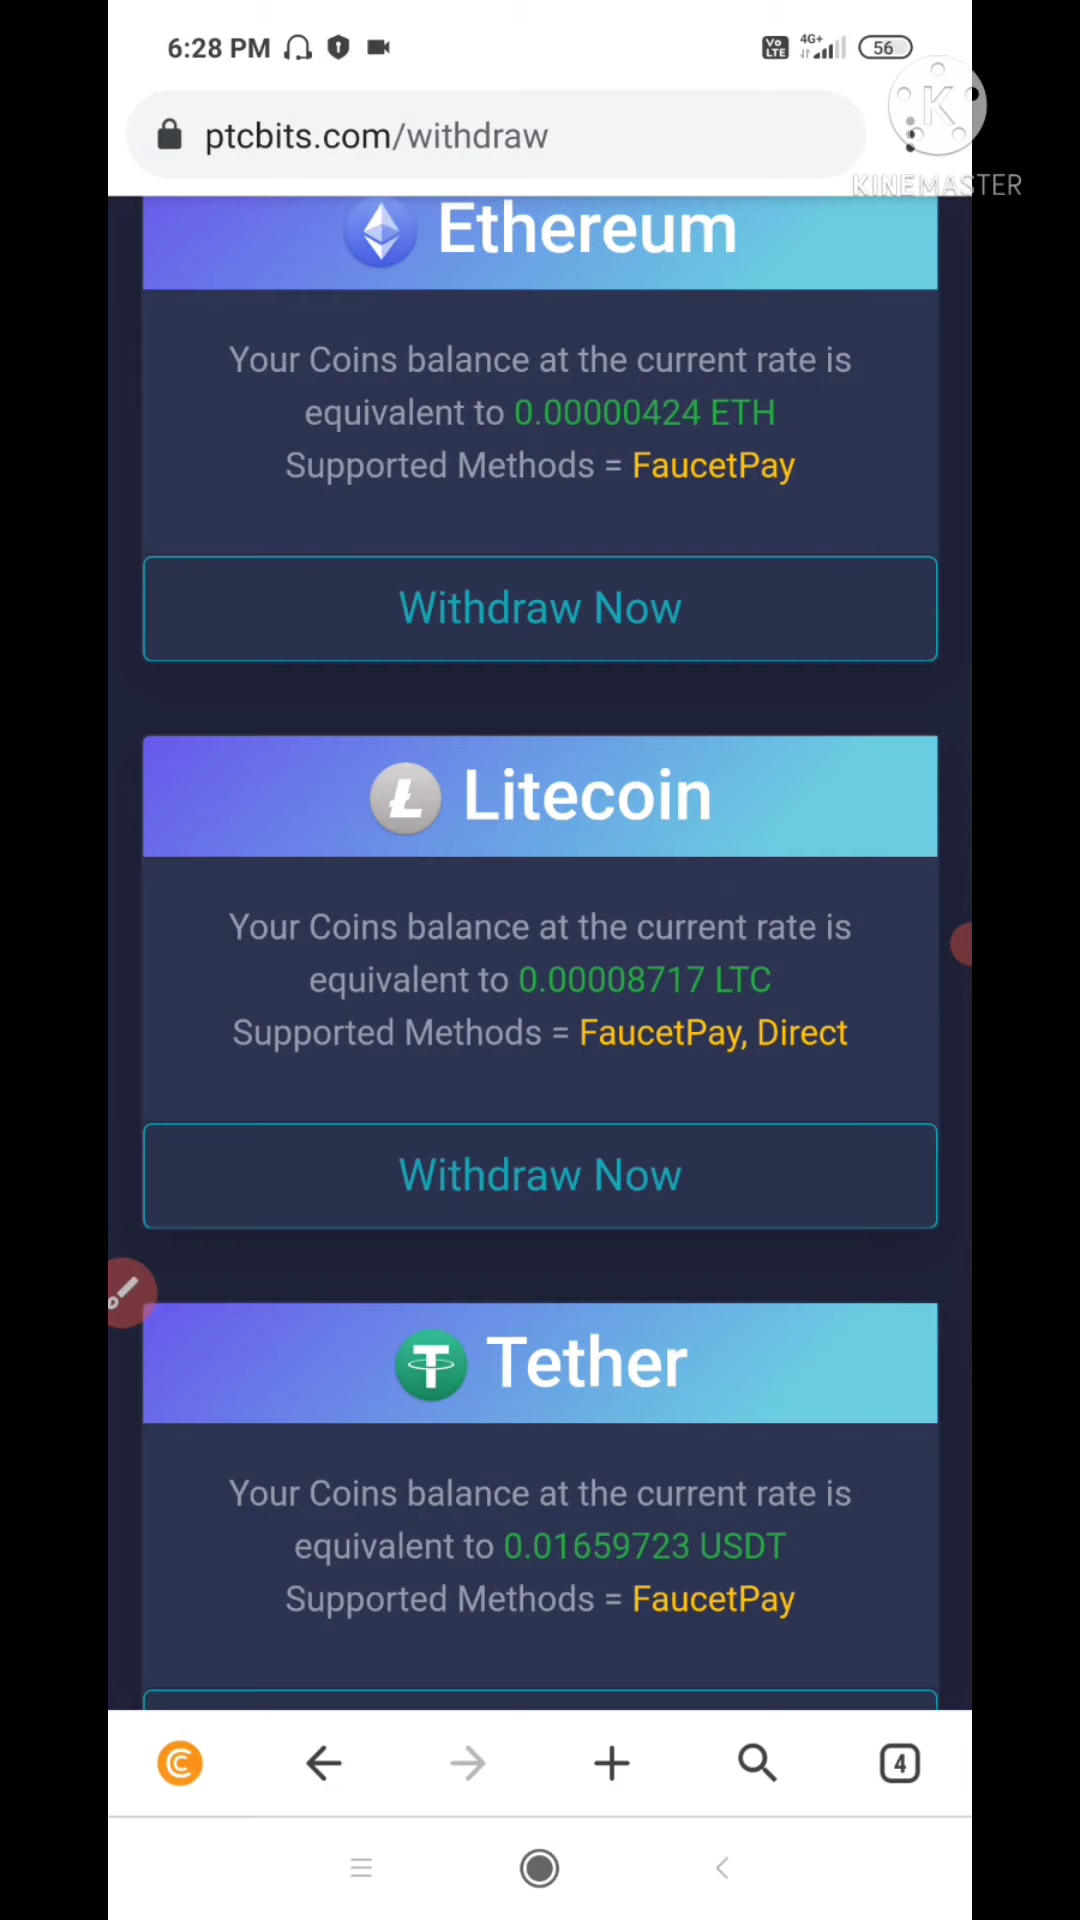 6:28 PM
Vo LTE
4G+
56
ptcbits.com/withdraw
K
KINEMASTER
Ethereum
Your Coins balance at the current rate is
equivalent to 0.00000424 ETH
Supported Methods = FaucetPay
Withdraw Now
Litecoin
Your Coins balance at the current rate is
equivalent to 0.00008717 LTC
Supported Methods = FaucetPay, Direct
Withdraw Now
Tether
Your Coins balance at the current rate is
equivalent to 0.01659723 USDT
Supported Methods = FaucetPay
4